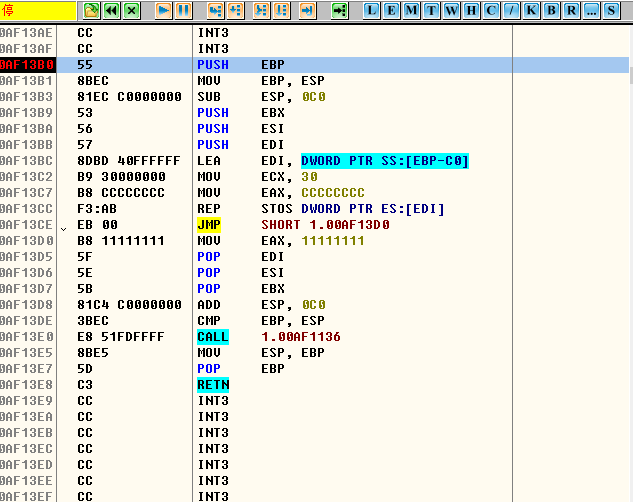 停 L E M T W H C / K B R ... S
0AF13AE CC INT3
0AF13AF CC INT3
0AF13B0 55 PUSH EBP
0AF13B1 8BEC MOV EBP, ESP
0AF13B3 81EC C0000000 SUB ESP, 0C0
0AF13B9 53 PUSH EBX
0AF13BA 56 PUSH ESI
0AF13BB 57 PUSH EDI
0AF13BC 8DBD 40FFFFFF LEA EDI, DWORD PTR SS:[EBP-C0]
0AF13C2 B9 30000000 MOV ECX, 30
0AF13C7 B8 CCCCCCCC MOV EAX, CCCCCCCC
0AF13CC F3:AB REP STOS DWORD PTR ES:[EDI]
0AF13CE EB 00 JMP SHORT 1.00AF13D0
0AF13D0 B8 11111111 MOV EAX, 11111111
0AF13D5 5F POP EDI
0AF13D6 5E POP ESI
0AF13D7 5B POP EBX
0AF13D8 81C4 C0000000 ADD ESP, 0C0
0AF13DE 3BEC CMP EBP, ESP
0AF13E0 E8 51FDFFFF CALL 1.00AF1136
0AF13E5 8BE5 MOV ESP, EBP
0AF13E7 5D POP EBP
0AF13E8 C3 RETN
0AF13E9 CC INT3
0AF13EA CC INT3
0AF13EB CC INT3
0AF13EC CC INT3
0AF13ED CC INT3
0AF13EE CC INT3
0AF13EF CC INT3